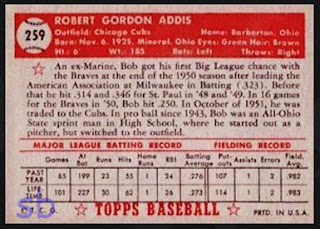 259
ROBERT GORDON ADDIS
Outfield: Chicago Cubs Home: Barberton, Ohio
Born: Nov. 6, 1925, Mineral, Ohio Eyes: Green Hair: Brown
Ht.: 6' Wt.: 185 Bats: Left Throws: Right
An ex-Marine, Bob got his first Big League chance with
the Braves at the end of the 1950 season after leading the
American Association at Milwaukee in Batting (.323). Before
that he hit .314 and .346 for St. Paul in '48 and '49. In 16 games
for the Braves in '50, Bob hit .250. In October of 1951, he was
traded to the Cubs. In pro ball since 1943, Bob was an All-Ohio
State sprint man in High School, where he started out as a
pitcher, but switched to the outfield.
MAJOR LEAGUE BATTING RECORD FIELDING RECORD
Games At Bat Runs Hits Home Runs RBI Batting Average Put-outs Assists Errors Field. Avg.
PAST YEAR 85 199 23 55 1 24 .276 107 1 2 .982
LIFE TIME 101 227 30 62 1 26 .273 114 1 2 .983
©T.C.G. TOPPS BASEBALL PRTD. IN U.S.A.